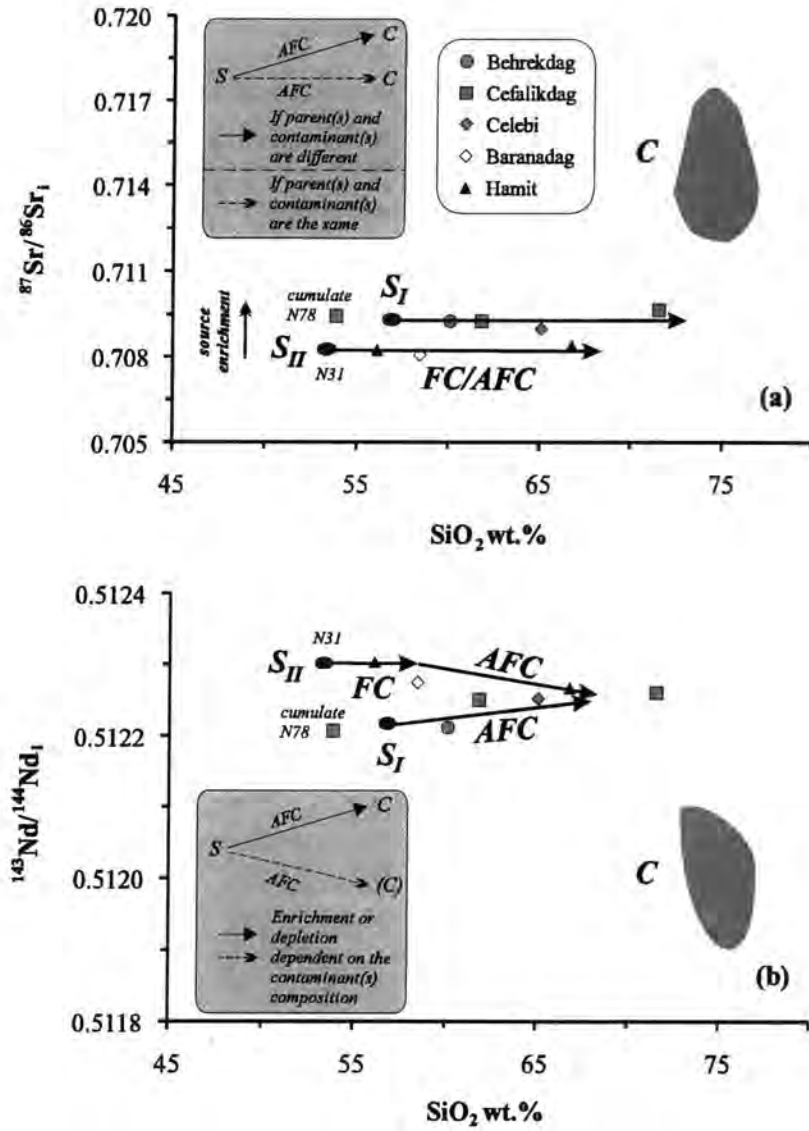 0.720
0.717
0.714
0.711
0.708
0.705
87Sr/86Sri
S
AFC
C
AFC
C
If parent(s) and
contaminant(s)
are different
If parent(s) and
contaminant(s)
are the same
Behrekdag
Cefalikdag
Celebi
Baranadag
Hamit
C
source
enrichment
cumulate
N78
SI
SII
N31
FC/AFC
(a)
45
55
65
75
SiO2 wt.%
0.5124
0.5122
0.5120
0.5118
143Nd/144Ndi
N31
SII
FC
AFC
cumulate
N78
SI
AFC
S
AFC
C
AFC
(C)
Enrichment or
depletion
dependent on the
contaminant(s)
composition
C
(b)
45
55
65
75
SiO2 wt.%